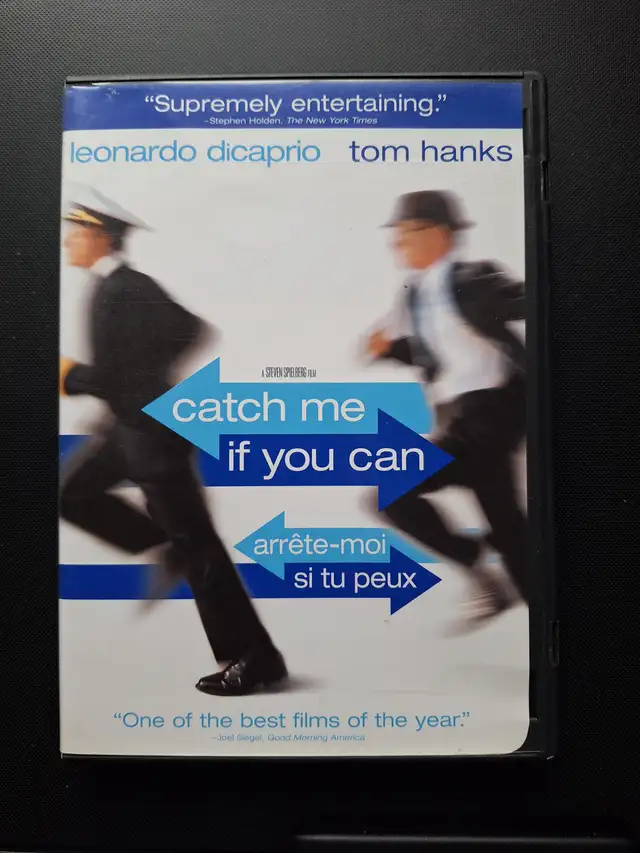 “Supremely entertaining.”
–Stephen Holden, The New York Times
leonardo dicaprio tom hanks
A STEVEN SPIELBERG FILM
catch me
if you can
arrête-moi
si tu peux
“One of the best films of the year.”
–Joel Siegel, Good Morning America